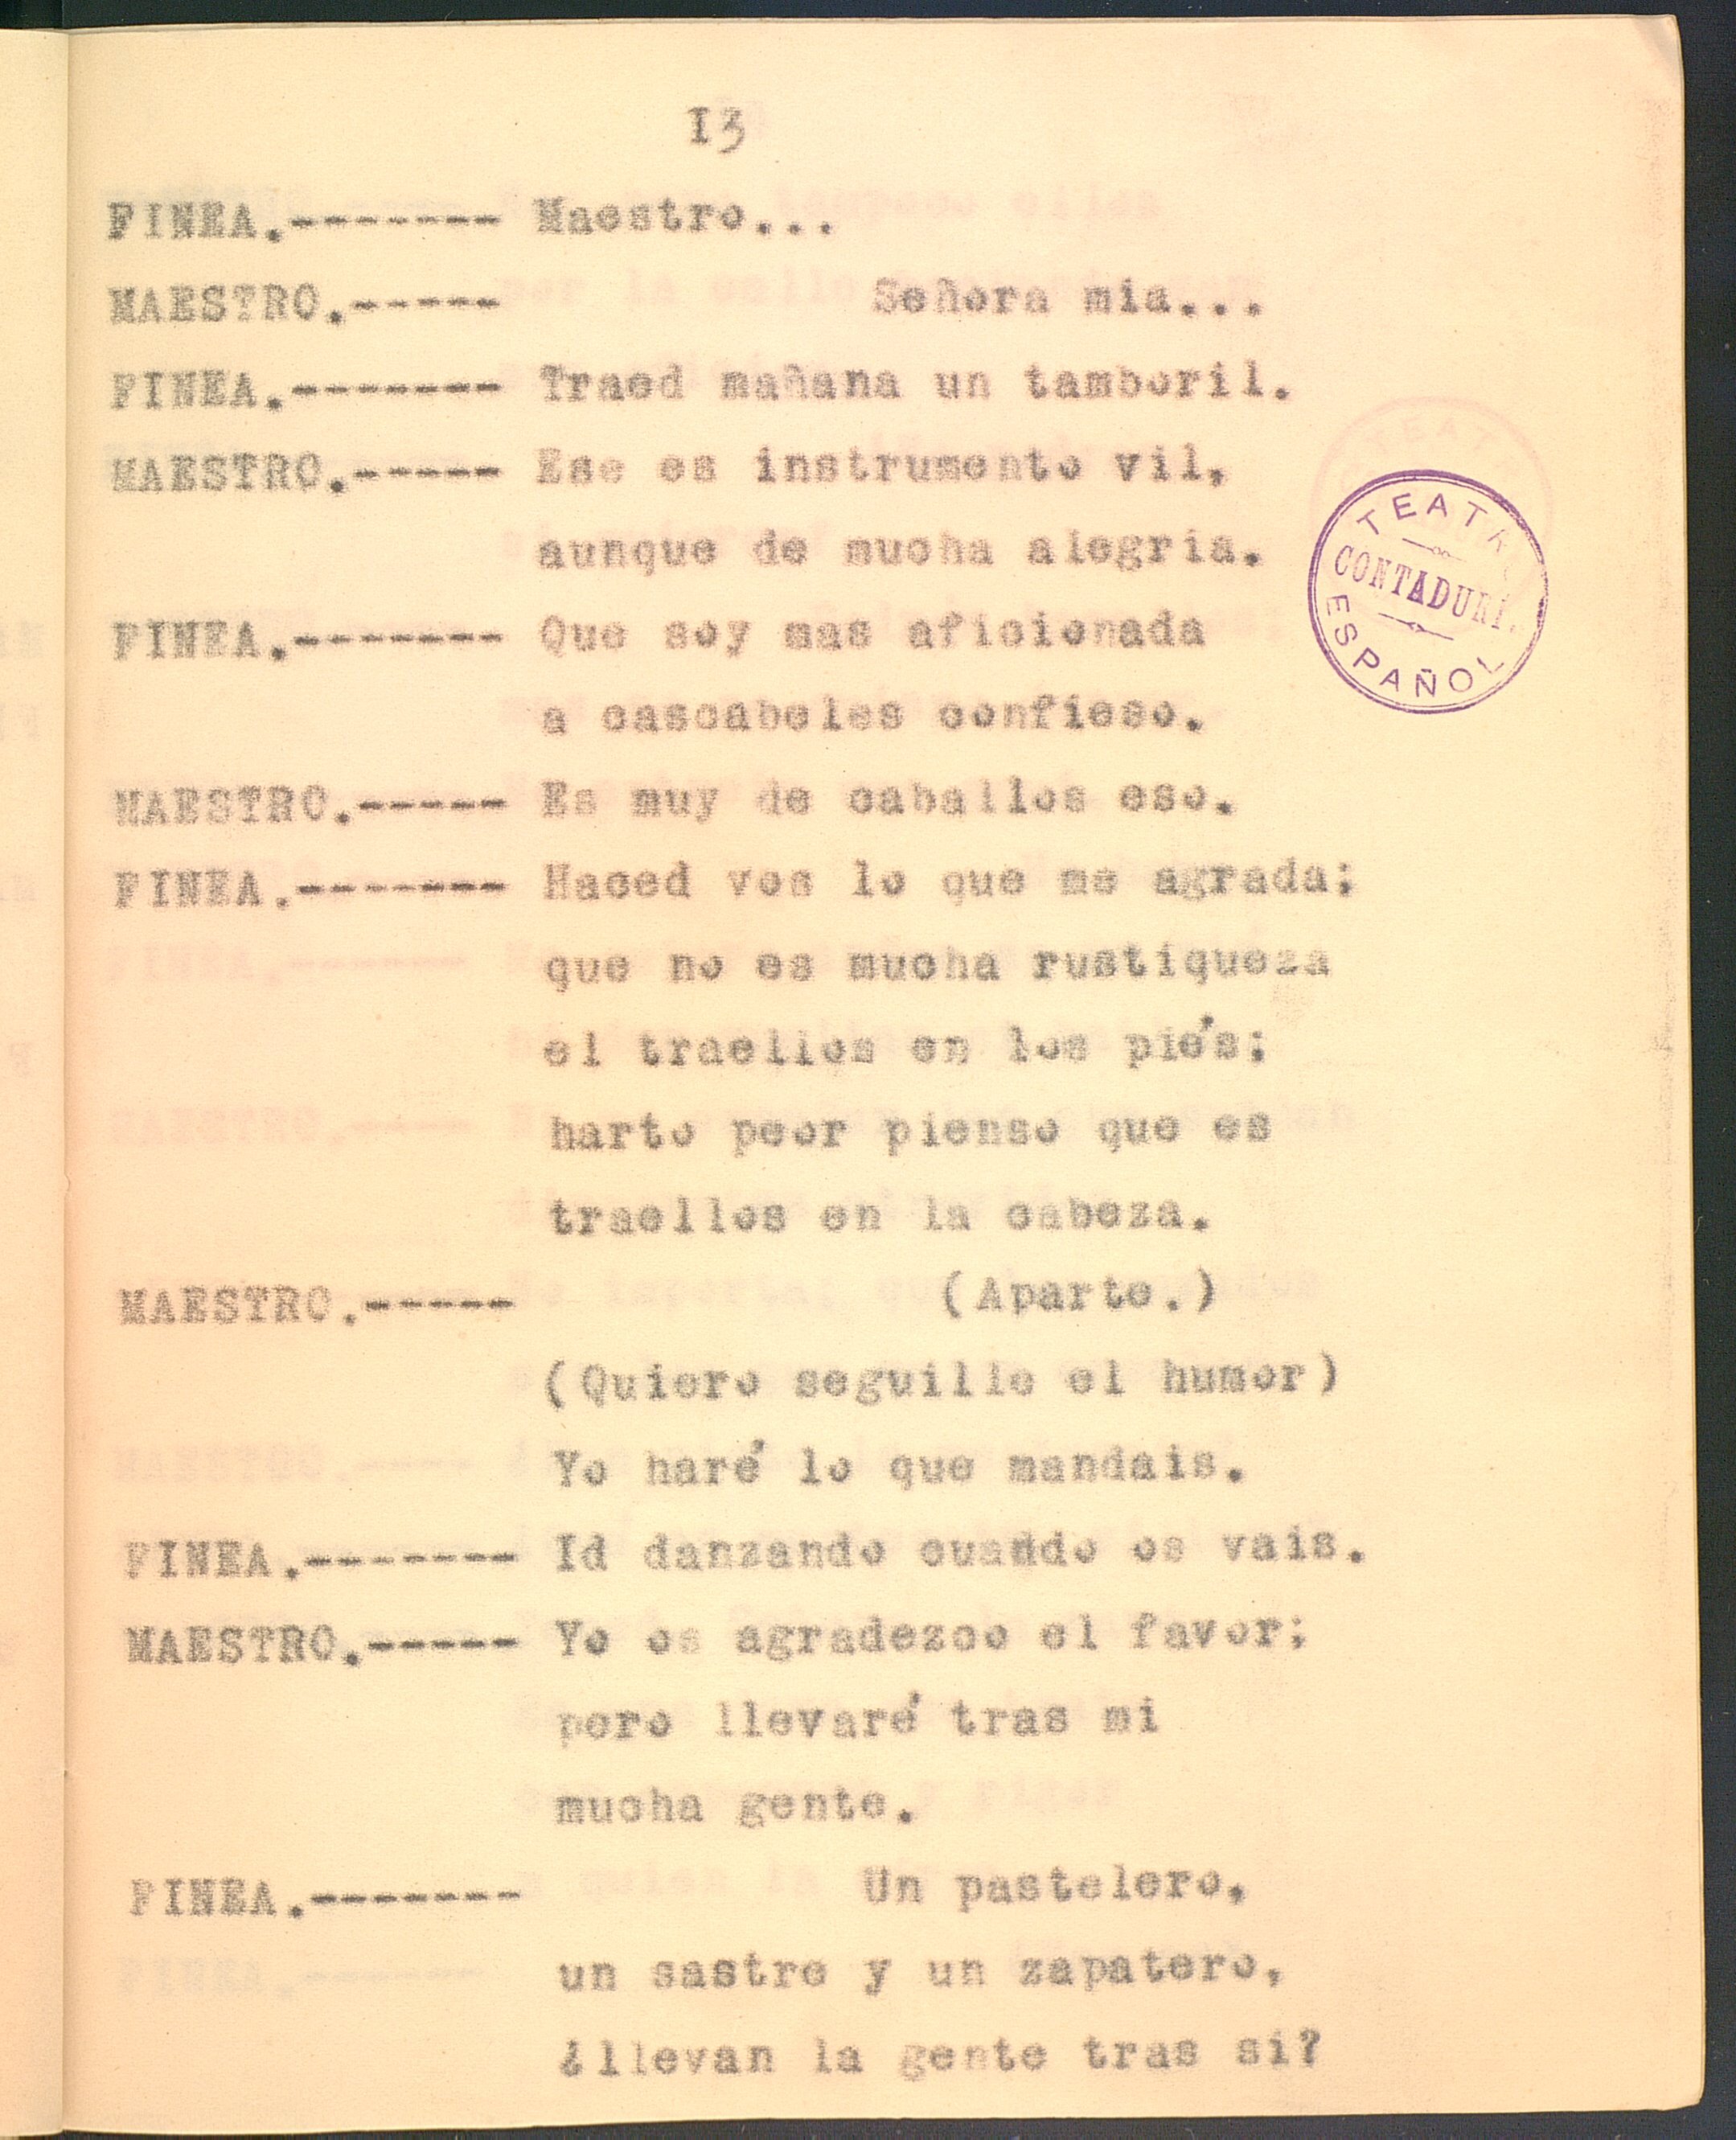 I3
FINEA.------- Maestro...
MAESTRO.----- Señora mia...
FINEA.------- Traed mañana un tamboril.
MAESTRO.----- Ese es instrumento vil,
aunque de mucha alegria.
FINEA.------- Que soy mas aficionada
a cascabeles confieso.
MAESTRO.----- Es muy de caballos eso.
FINEA.------- Haced vos lo que me agrada;
que no es mucha rustiqueza
el traellos en los piés;
harto peor pienso que es
traellos en la cabeza.
MAESTRO.----- (Aparte.)
(Quiero seguille el humor)
Yo haré lo que mandais.
FINEA.------- Id danzando cuando os vais.
MAESTRO.----- Yo os agradezco el favor;
pero llevaré tras mi
mucha gente.
FINEA.------- Un pastelero,
un sastre y un zapatero,
¿llevan la gente tras si?
TEATR
CONTADURI
ESPAÑOL